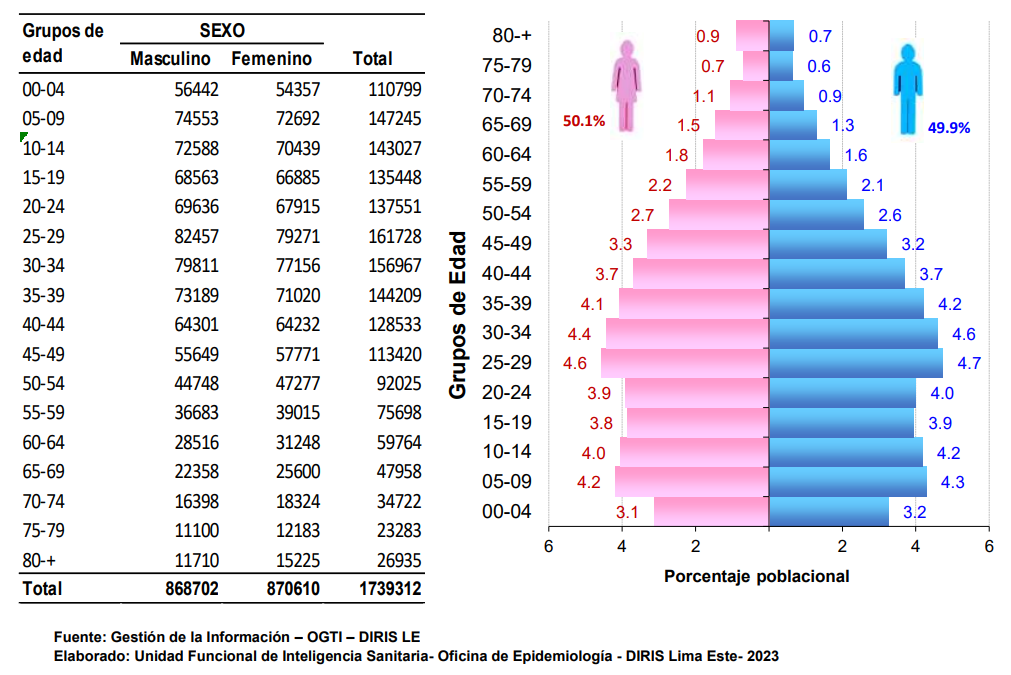 Grupos de edad SEXO
Masculino Femenino Total
00-04 56442 54357 110799
05-09 74553 72692 147245
10-14 72588 70439 143027
15-19 68563 66885 135448
20-24 69636 67915 137551
25-29 82457 79271 161728
30-34 79811 77156 156967
35-39 73189 71020 144209
40-44 64301 64232 128533
45-49 55649 57771 113420
50-54 44748 47277 92025
55-59 36683 39015 75698
60-64 28516 31248 59764
65-69 22358 25600 47958
70-74 16398 18324 34722
75-79 11100 12183 23283
80-+ 11710 15225 26935
Total 868702 870610 1739312
Grupos de Edad
80-+ 0.9 0.7
75-79 0.7 0.6
70-74 1.1 0.9
50.1% 49.9%
65-69 1.5 1.3
60-64 1.8 1.6
55-59 2.2 2.1
50-54 2.7 2.6
45-49 3.3 3.2
40-44 3.7 3.7
35-39 4.1 4.2
30-34 4.4 4.6
25-29 4.6 4.7
20-24 3.9 4.0
15-19 3.8 3.9
10-14 4.0 4.2
05-09 4.2 4.3
00-04 3.1 3.2
6 4 2 2 4 6
Porcentaje poblacional
Fuente: Gestión de la Información – OGTI – DIRIS LE
Elaborado: Unidad Funcional de Inteligencia Sanitaria- Oficina de Epidemiología - DIRIS Lima Este- 2023